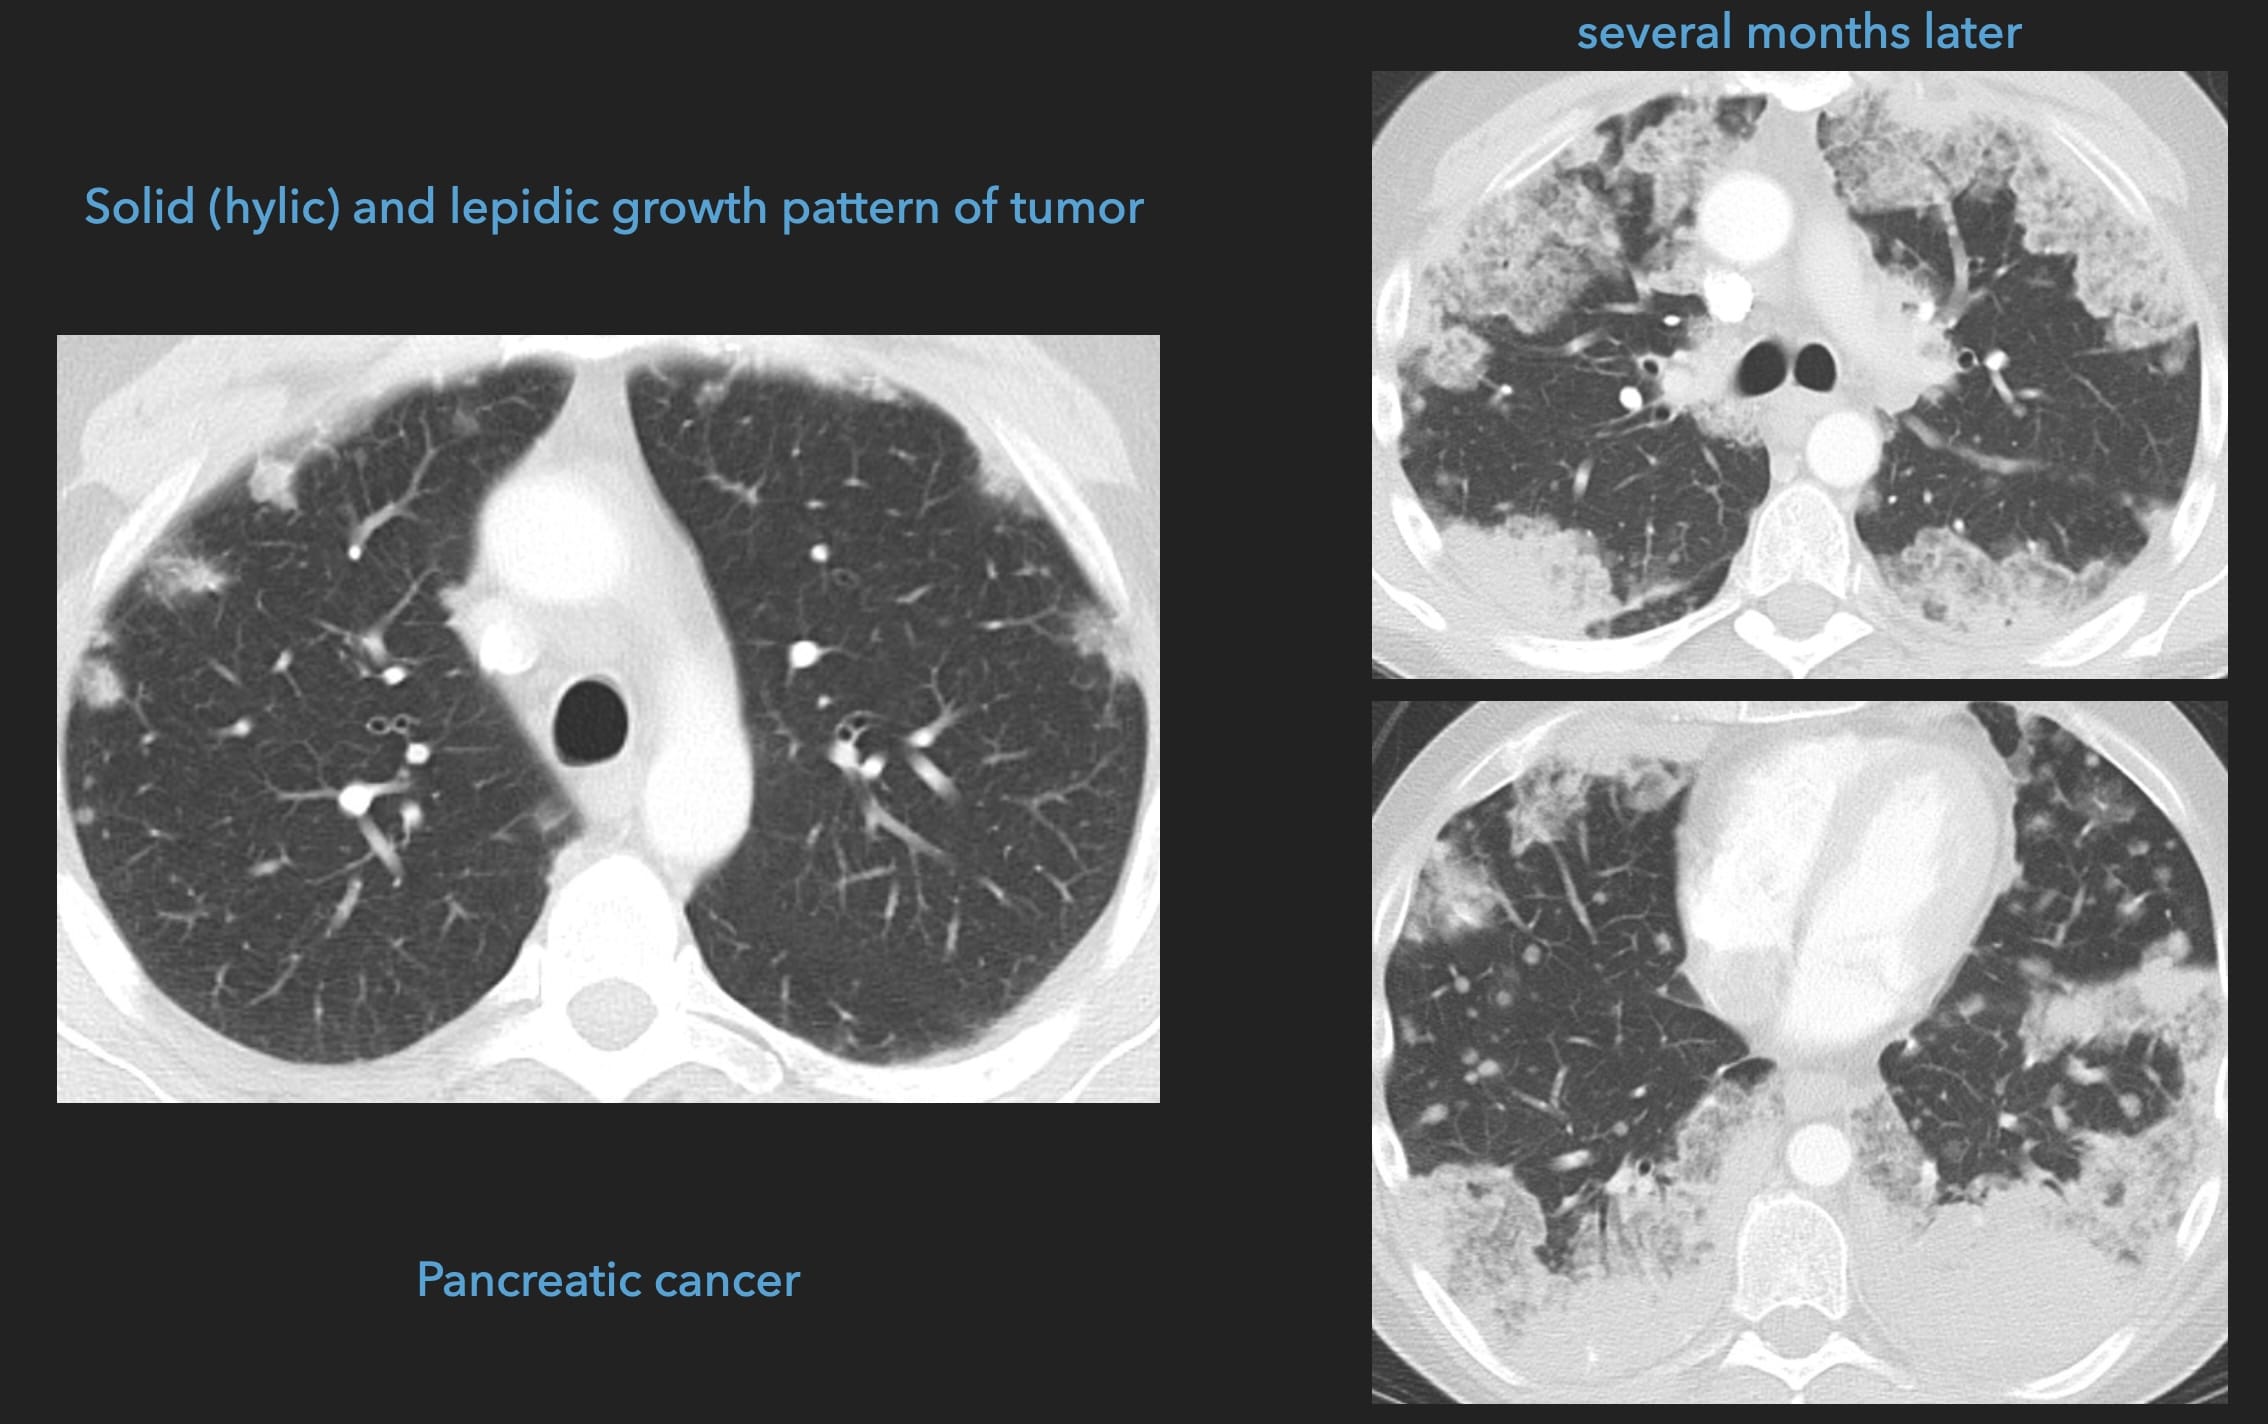 several months later
Solid (hylic) and lepidic growth pattern of tumor
Pancreatic cancer